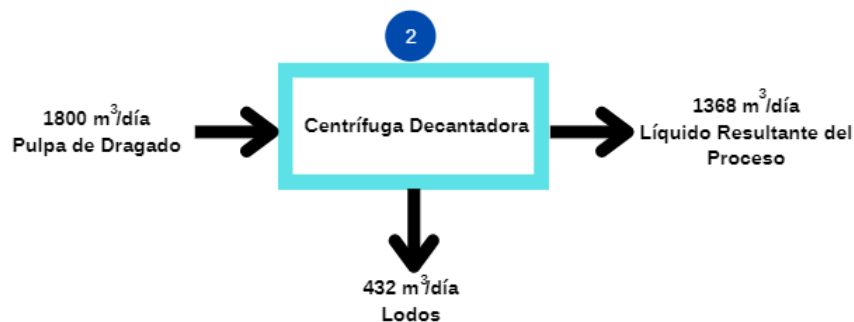 2
1800 m³/día
Pulpa de Dragado
Centrífuga Decantadora
1368 m³/día
Líquido Resultante del
Proceso
432 m³/día
Lodos